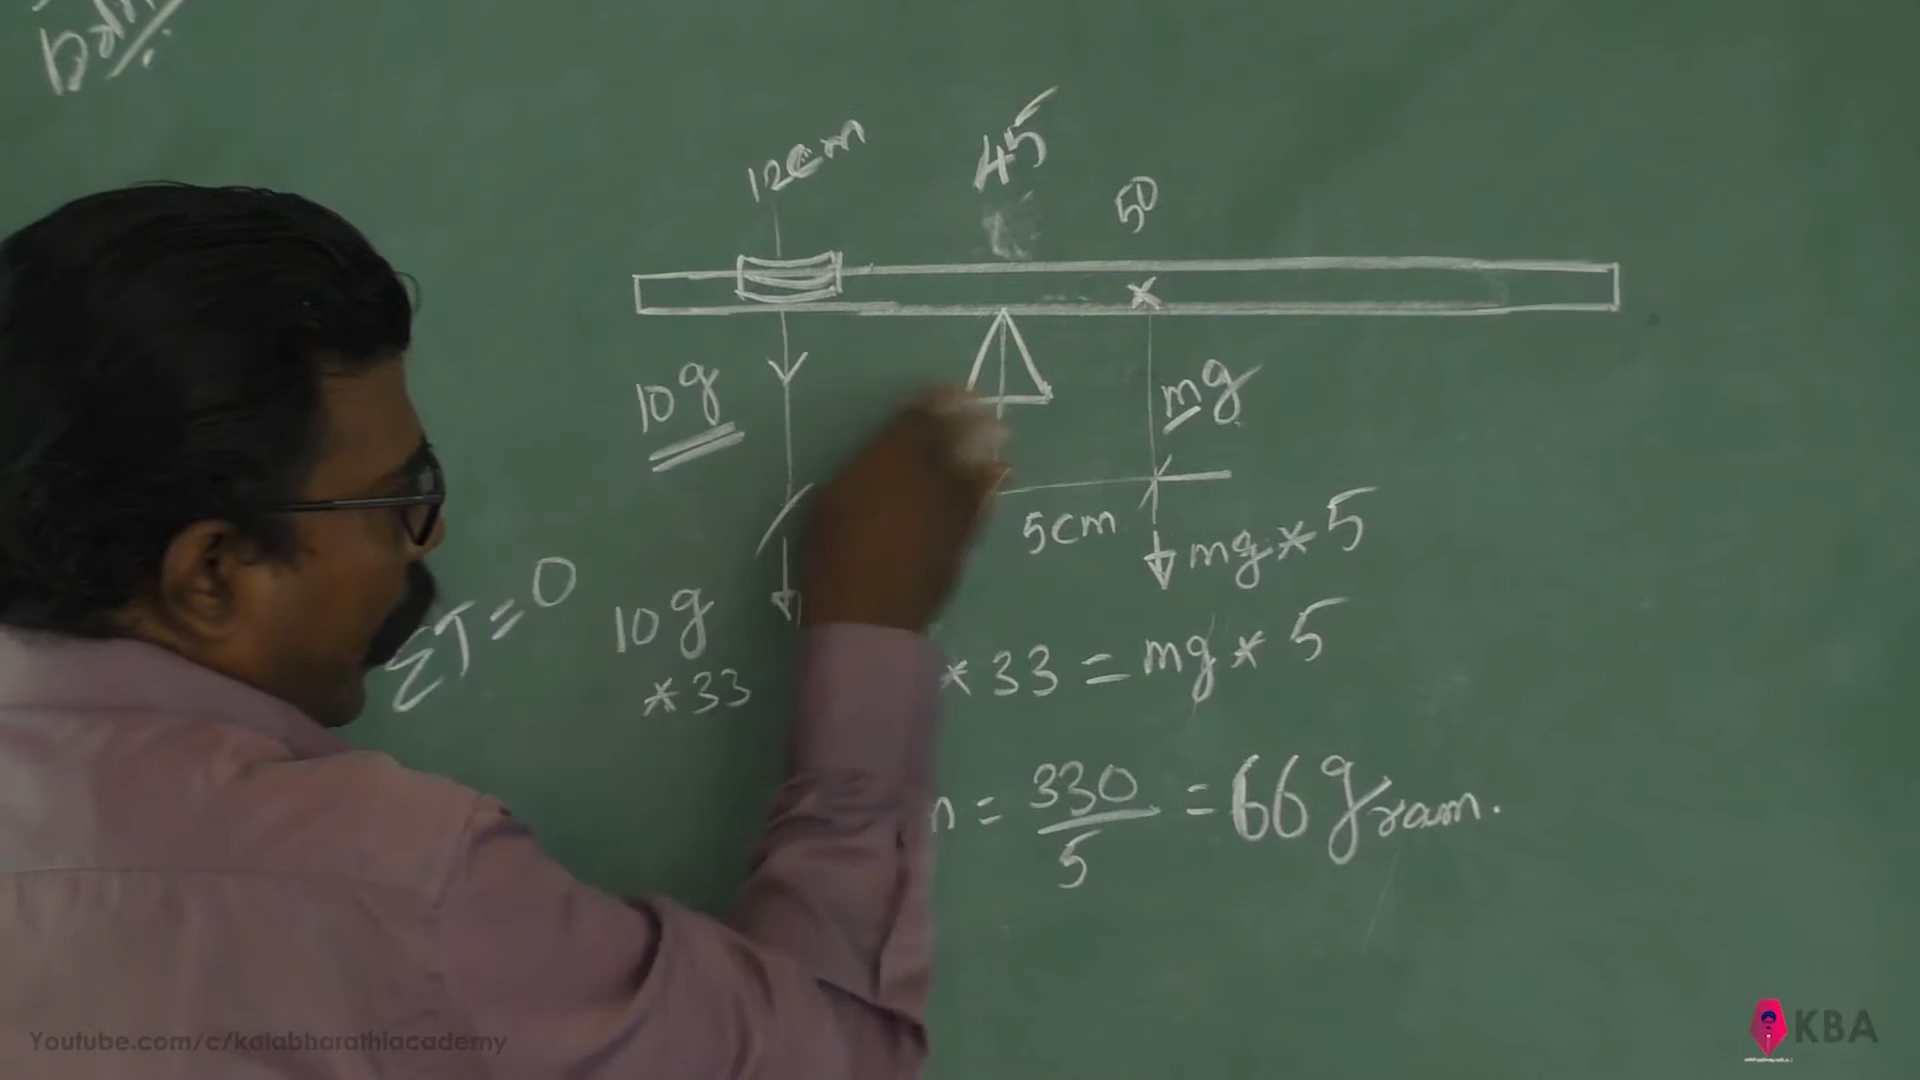 12cm
45
50
10g
mg
5cm
mg * 5
ΣT = 0
10g
* 33
* 33 = mg * 5
= 330/5 = 66 gram.
Youtube.com/c/kalabharathiacademy
KBA